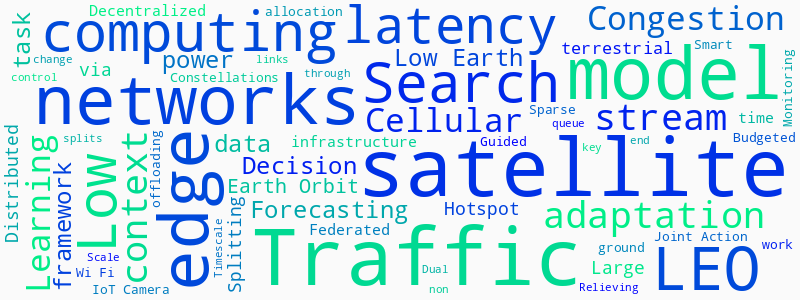 Decentralized
allocation
Congestion
task
computing
latency
change
power
Low Earth
terrestrial
Smart
control
via
Constellations
links
through
Search
model
Monitoring
networks
Cellular
Sparse
stream
time
queue
Budgeted
Distributed
Learning
splits
framework
Low
context
offloading
edge
data
infrastructure
Guided
key
end
Decision
satellite
Earth Orbit
Timescale
Splitting
Forecasting
Hotspot
adaptation
Federated
Traffic
Scale
Wi Fi
IoT Camera
Dual
non
ground
Joint Action
work
Large
LEO
Relieving